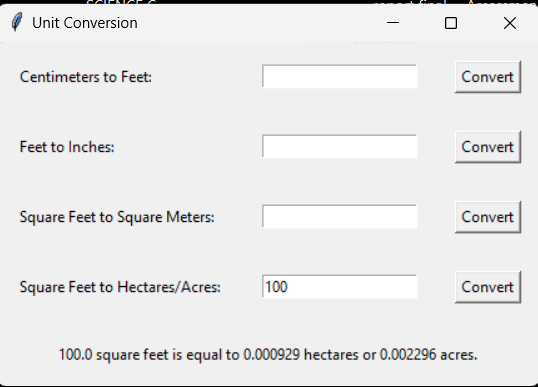 Unit Conversion
Centimeters to Feet: Convert
Feet to Inches: Convert
Square Feet to Square Meters: Convert
Square Feet to Hectares/Acres: 100 Convert
100.0 square feet is equal to 0.000929 hectares or 0.002296 acres.